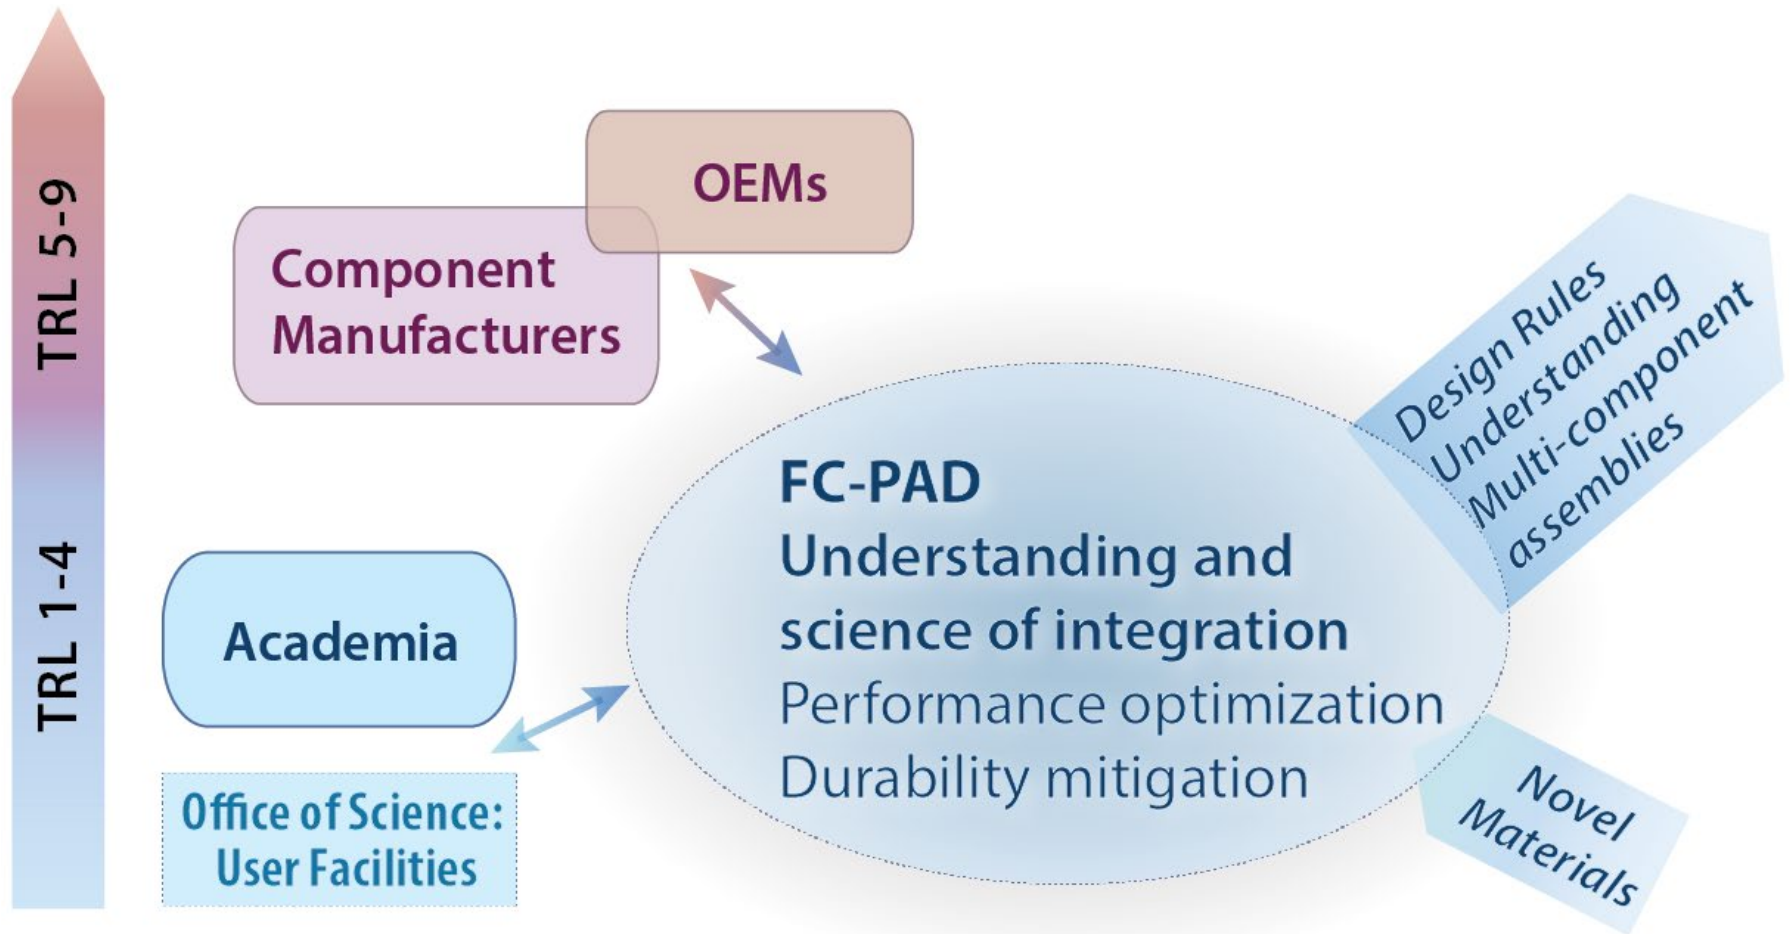 TRL 5-9
TRL 1-4
OEMs
Component
Manufacturers
Academia
Office of Science:
User Facilities
FC-PAD
Understanding and
science of integration
Performance optimization
Durability mitigation
Design Rules
Understanding
Multi-component
assemblies
Novel
Materials